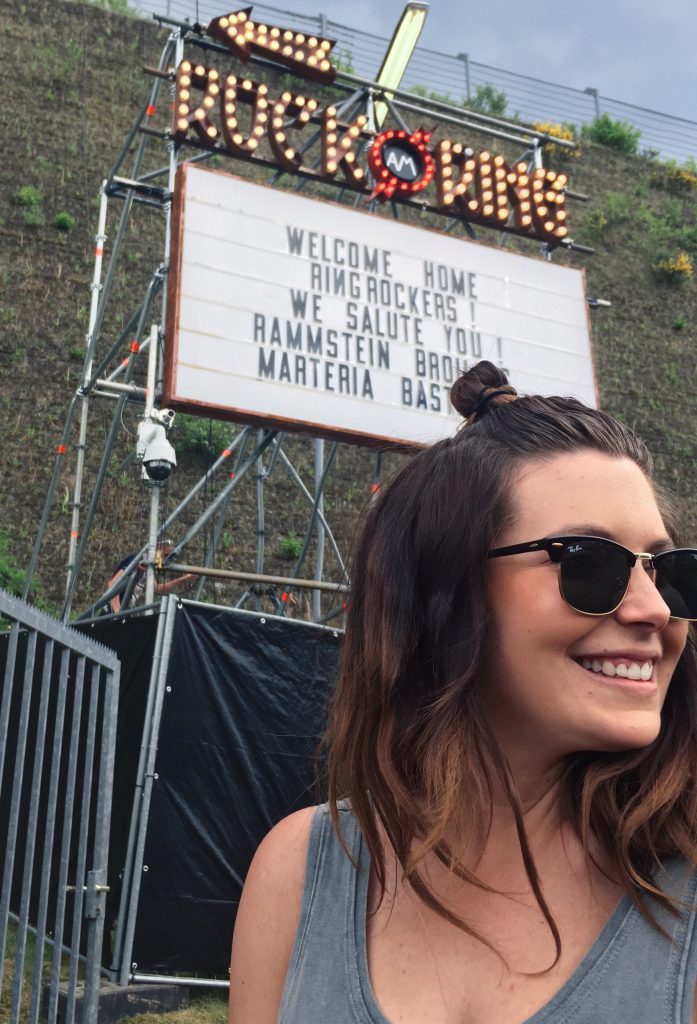 ROCK AM RING
WELCOME HOME
RINGROCKERS !
WE SALUTE YOU !
RAMMSTEIN
MARTERIA
Ray-Ban